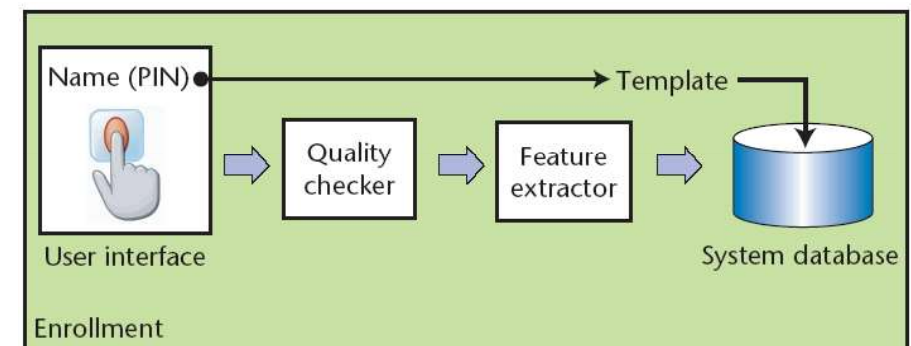 Name (PIN)
Template
Quality
checker
Feature
extractor
User interface
System database
Enrollment